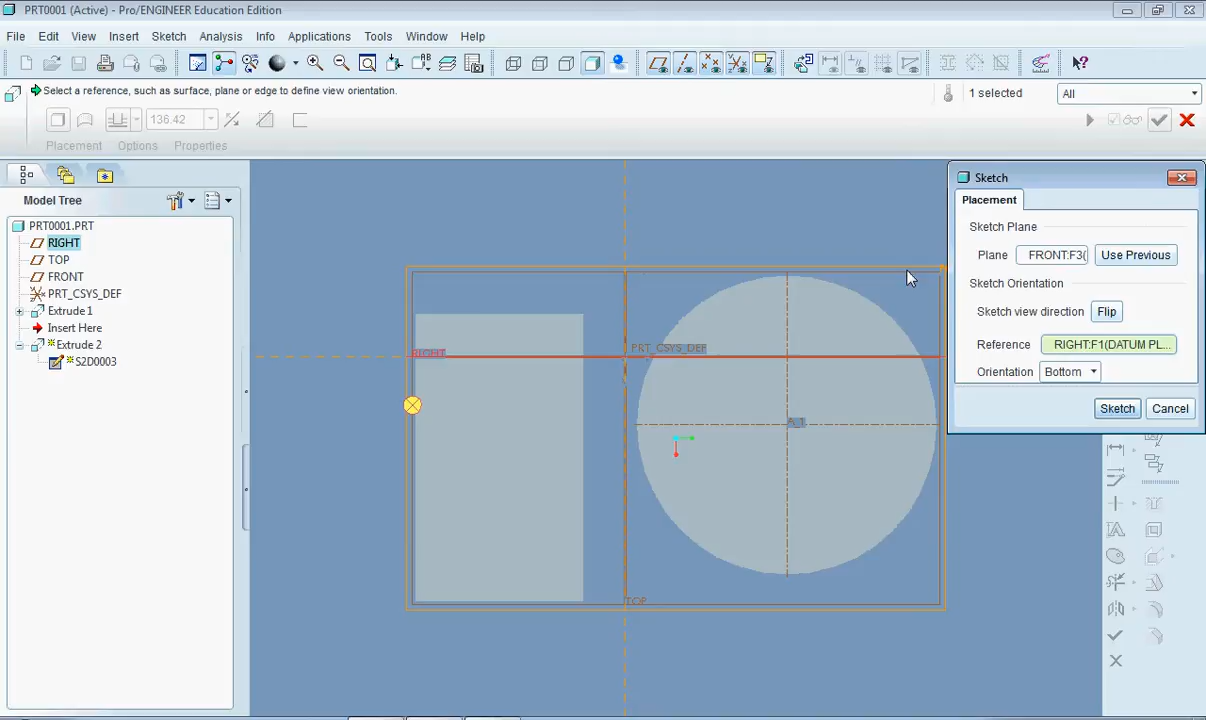 PRT0001 (Active) - Pro/ENGINEER Education Edition
File Edit View Insert Sketch Analysis Info Applications Tools Window Help
Select a reference, such as surface, plane or edge to define view orientation.
1 selected
All
136.42
Placement Options Properties
Model Tree
PRT0001.PRT
RIGHT
TOP
FRONT
PRT_CSYS_DEF
Extrude 1
Insert Here
Extrude 2
S2D0003
RIGHT
PRT_CSYS_DEF
A_1
TOP
Sketch
Placement
Sketch Plane
Plane FRONT:F3( Use Previous
Sketch Orientation
Sketch view direction Flip
Reference RIGHT:F1(DATUM PL...
Orientation Bottom
Sketch Cancel